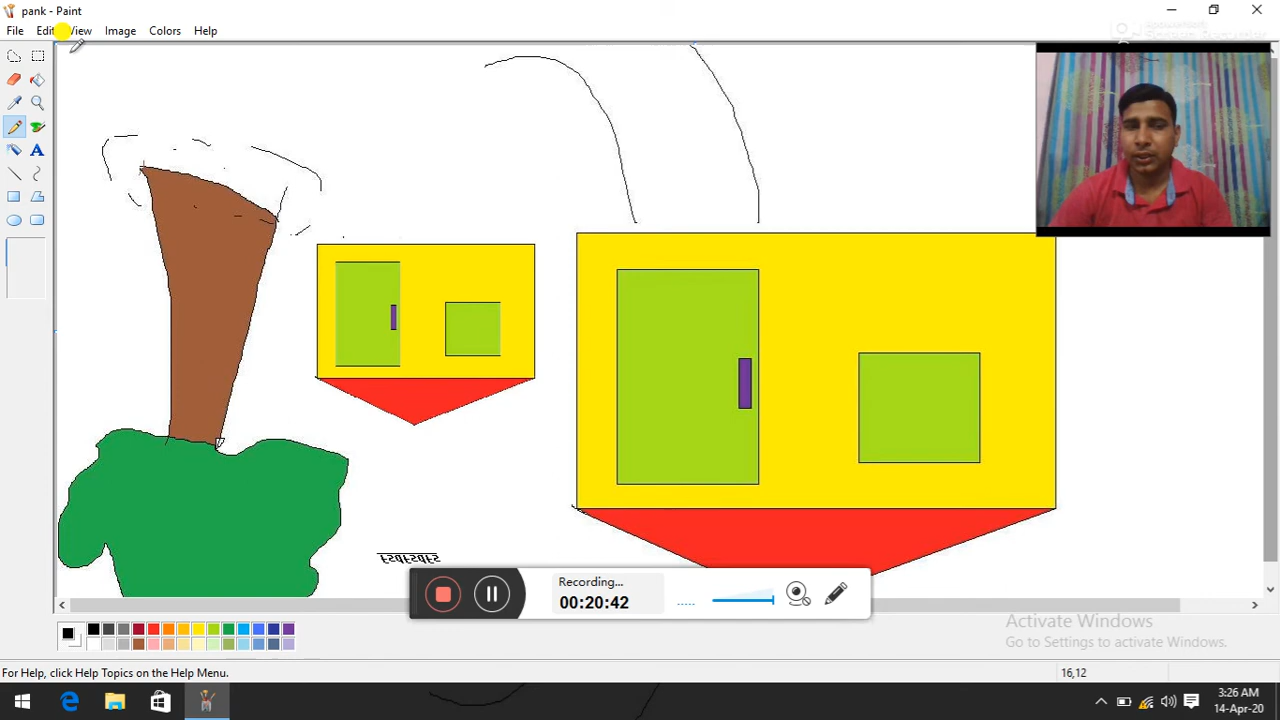 pank - Paint
File Edit View Image Colors Help
Recording...
00:20:42
Activate Windows
Go to Settings to activate Windows.
For Help, click Help Topics on the Help Menu.
16,12
3:26 AM
14-Apr-20